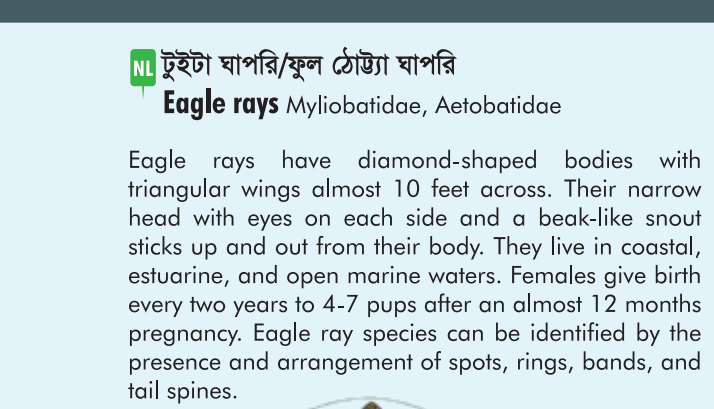 NL টুইটা ঘাপরি/ফুল ঠোট্ট্যা ঘাপরি
Eagle rays Myliobatidae, Aetobatidae
Eagle rays have diamond-shaped bodies with
triangular wings almost 10 feet across. Their narrow
head with eyes on each side and a beak-like snout
sticks up and out from their body. They live in coastal,
estuarine, and open marine waters. Females give birth
every two years to 4-7 pups after an almost 12 months
pregnancy. Eagle ray species can be identified by the
presence and arrangement of spots, rings, bands, and
tail spines.